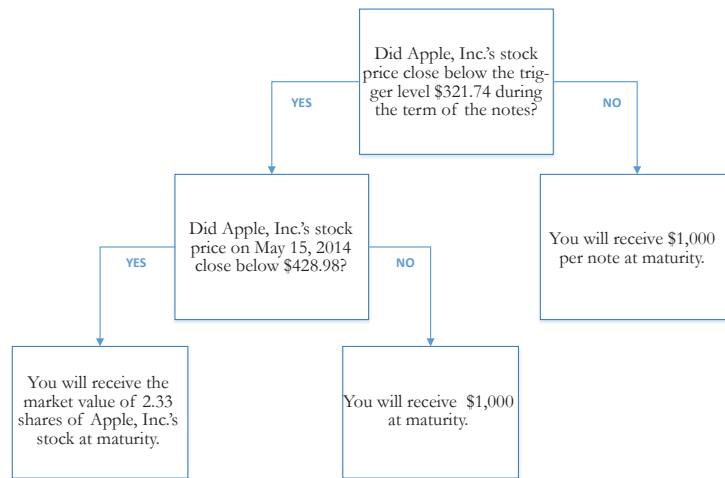 Did Apple, Inc.'s stock
price close below the trig-
ger level $321.74 during
the term of the notes?
YES
NO
Did Apple, Inc.'s stock
price on May 15, 2014
close below $428.98?
You will receive $1,000
per note at maturity.
YES
NO
You will receive the
market value of 2.33
shares of Apple, Inc.'s
stock at maturity.
You will receive $1,000
at maturity.